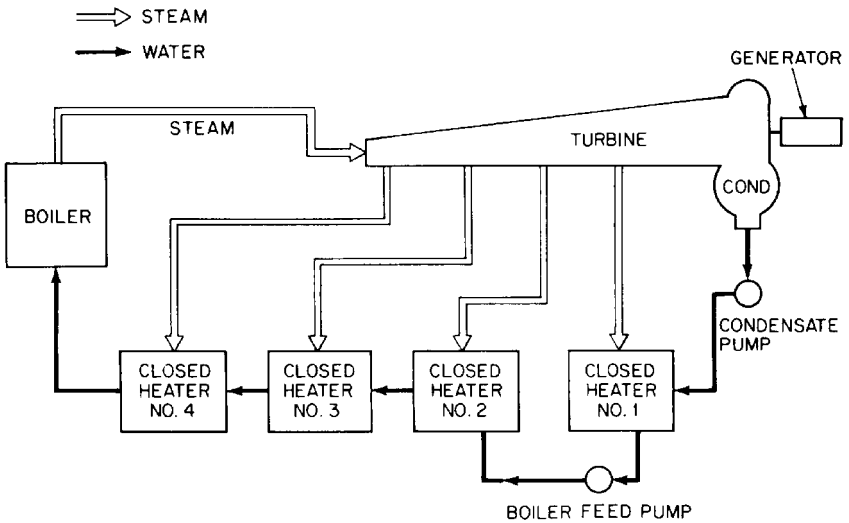 STEAM
WATER
GENERATOR
STEAM
TURBINE
BOILER
COND
CONDENSATE
PUMP
CLOSED
HEATER
NO. 4
CLOSED
HEATER
NO. 3
CLOSED
HEATER
NO. 2
CLOSED
HEATER
NO. 1
BOILER FEED PUMP